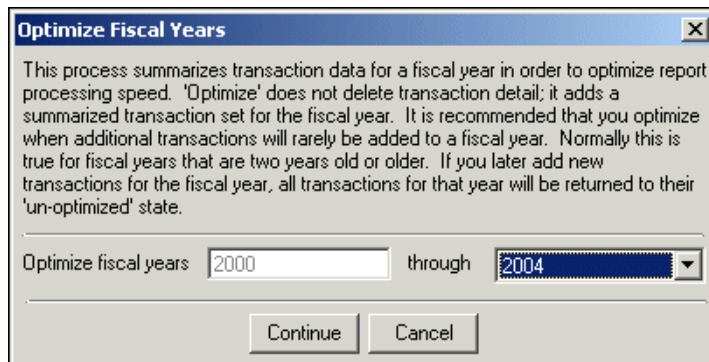 Optimize Fiscal Years
This process summarizes transaction data for a fiscal year in order to optimize report
processing speed.  'Optimize' does not delete transaction detail; it adds a
summarized transaction set for the fiscal year.  It is recommended that you optimize
when additional transactions will rarely be added to a fiscal year.  Normally this is
true for fiscal years that are two years old or older.  If you later add new
transactions for the fiscal year, all transactions for that year will be returned to their
'un-optimized' state.
Optimize fiscal years 2000 through 2004
Continue Cancel